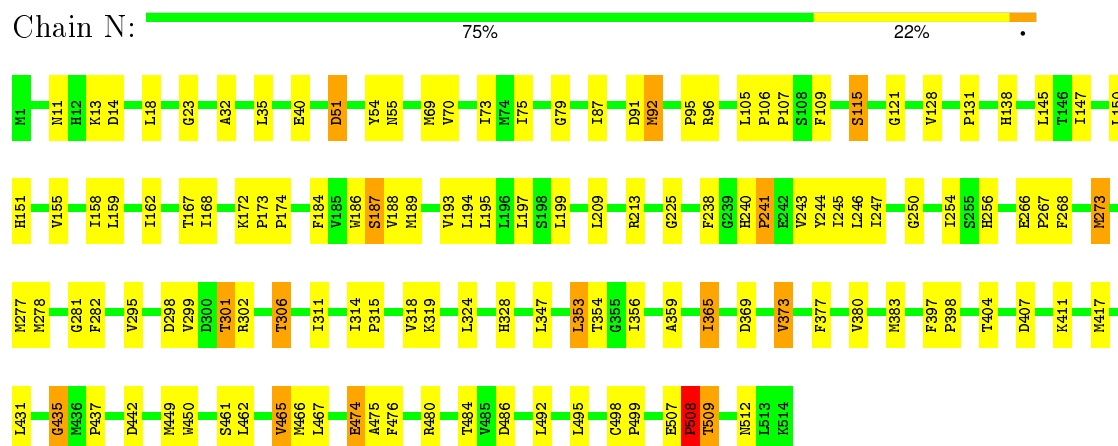 Chain N:
75% 22% •
M1 N11 H12 K13 D14 L18 G23 A32 L35 E40 D51 Y54 N55 M69 V70 I73 M74 I75 G79 I87 D91 M92 P95 R96 L105 P106 P107 S108 F109 S115 G121 V128 P131 H138 L145 T146 I147 L150
H151 V155 I158 L159 I162 T167 I168 K172 P173 P174 F184 V185 W186 S187 V188 M189 V193 L194 L195 L196 L197 S198 L199 L209 R213 G225 F238 G239 H240 P241 E242 V243 Y244 I245 L246 I247 G250 I254 S255 H256 E266 P267 F268 M273
M277 M278 G281 F282 V295 D298 V299 D300 T301 R302 T306 I311 I314 P315 V318 K319 L324 H328 L347 L353 T354 G355 I356 A359 I365 D369 V373 F377 V380 M383 F397 P398 T404 D407 K411 M417
L431 G435 M436 P437 D442 M449 W450 S461 L462 V465 M466 L467 E474 A475 F476 R480 T484 V485 D486 L492 L495 C498 P499 E507 P508 T509 N512 L513 K514